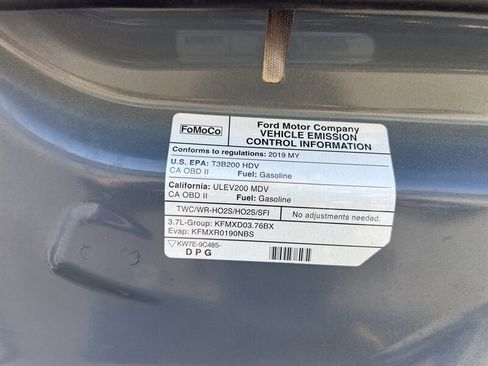 FoMoCo
Ford Motor Company
VEHICLE EMISSION
CONTROL INFORMATION
Conforms to regulations: 2019 MY
U.S. EPA: T3B200 HDV
CA OBD II Fuel: Gasoline
California: ULEV200 MDV
CA OBD II Fuel: Gasoline
TWC/WR-HO2S/HO2S/SFI No adjustments needed.
3.7L-Group: KFMXD03.76BX
Evap: KFMXR0190NBS
KW7E-9C485-
D P G